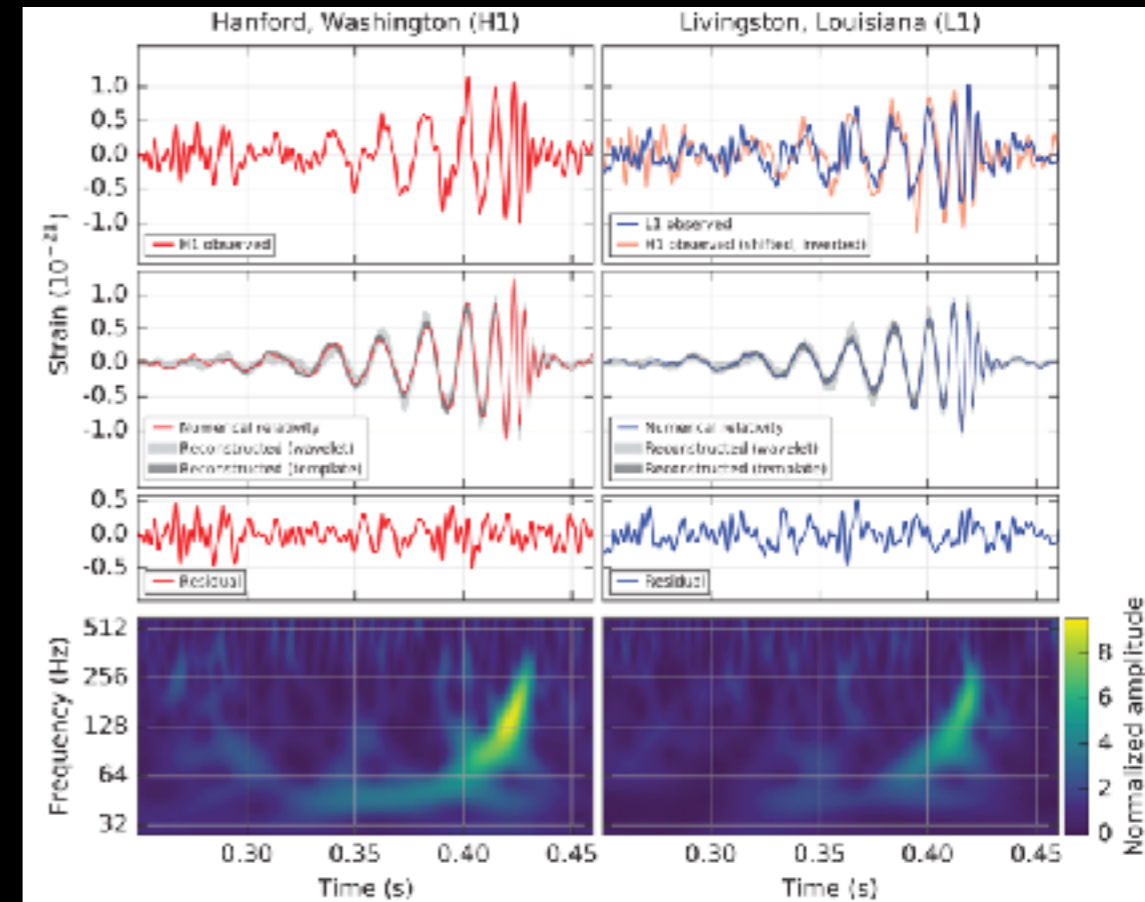 Hanford, Washington (H1)
Livingston, Louisiana (L1)
Strain (10⁻²¹)
1.0
0.5
0.0
-0.5
-1.0
H1 observed
L1 observed
H1 observed (shifted, inverted)
1.0
0.5
0.0
-0.5
-1.0
Numerical relativity
Reconstructed (wavelet)
Reconstructed (template)
Numerical relativity
Reconstructed (wavelet)
Reconstructed (template)
0.5
0.0
-0.5
Residual
Residual
Frequency (Hz)
512
256
128
64
32
0.30 0.35 0.40 0.45
Time (s)
0.30 0.35 0.40 0.45
Time (s)
8
6
4
2
0
Normalized amplitude